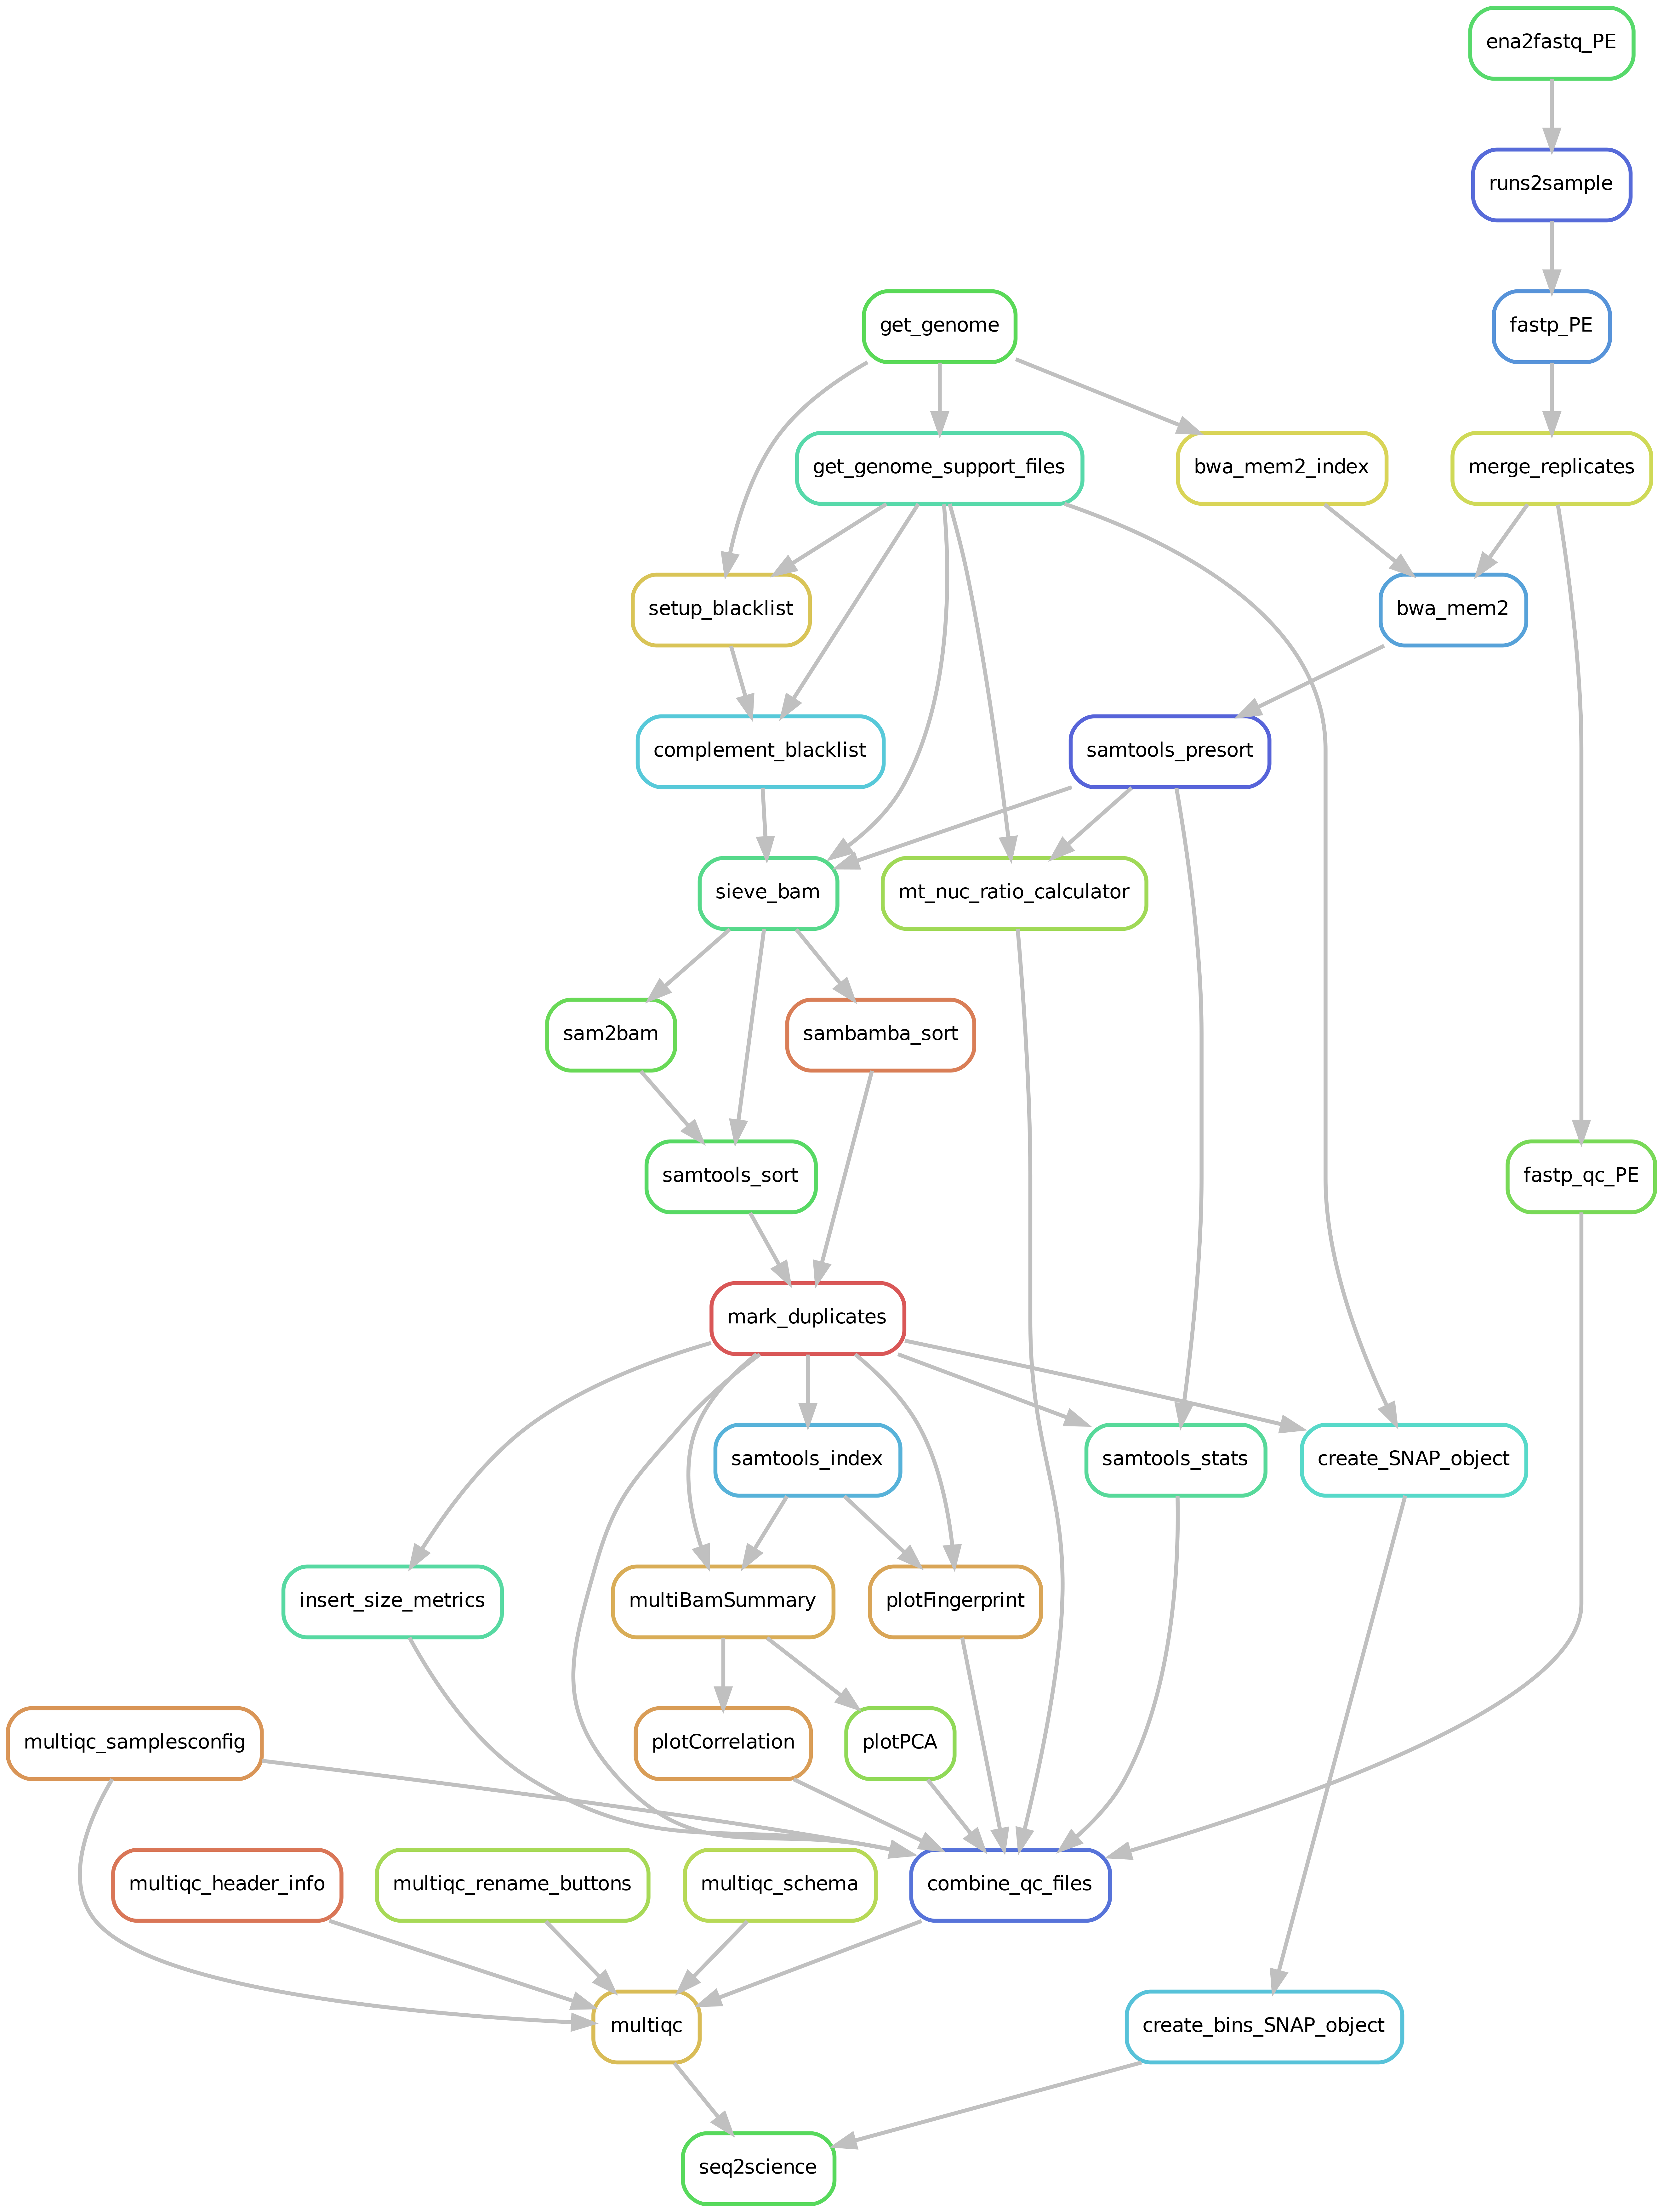 ena2fastq_PE
runs2sample
get_genome
fastp_PE
get_genome_support_files
bwa_mem2_index
merge_replicates
setup_blacklist
bwa_mem2
complement_blacklist
samtools_presort
sieve_bam
mt_nuc_ratio_calculator
sam2bam
sambamba_sort
samtools_sort
fastp_qc_PE
mark_duplicates
samtools_index
samtools_stats
create_SNAP_object
insert_size_metrics
multiBamSummary
plotFingerprint
multiqc_samplesconfig
plotCorrelation
plotPCA
multiqc_header_info
multiqc_rename_buttons
multiqc_schema
combine_qc_files
multiqc
create_bins_SNAP_object
seq2science